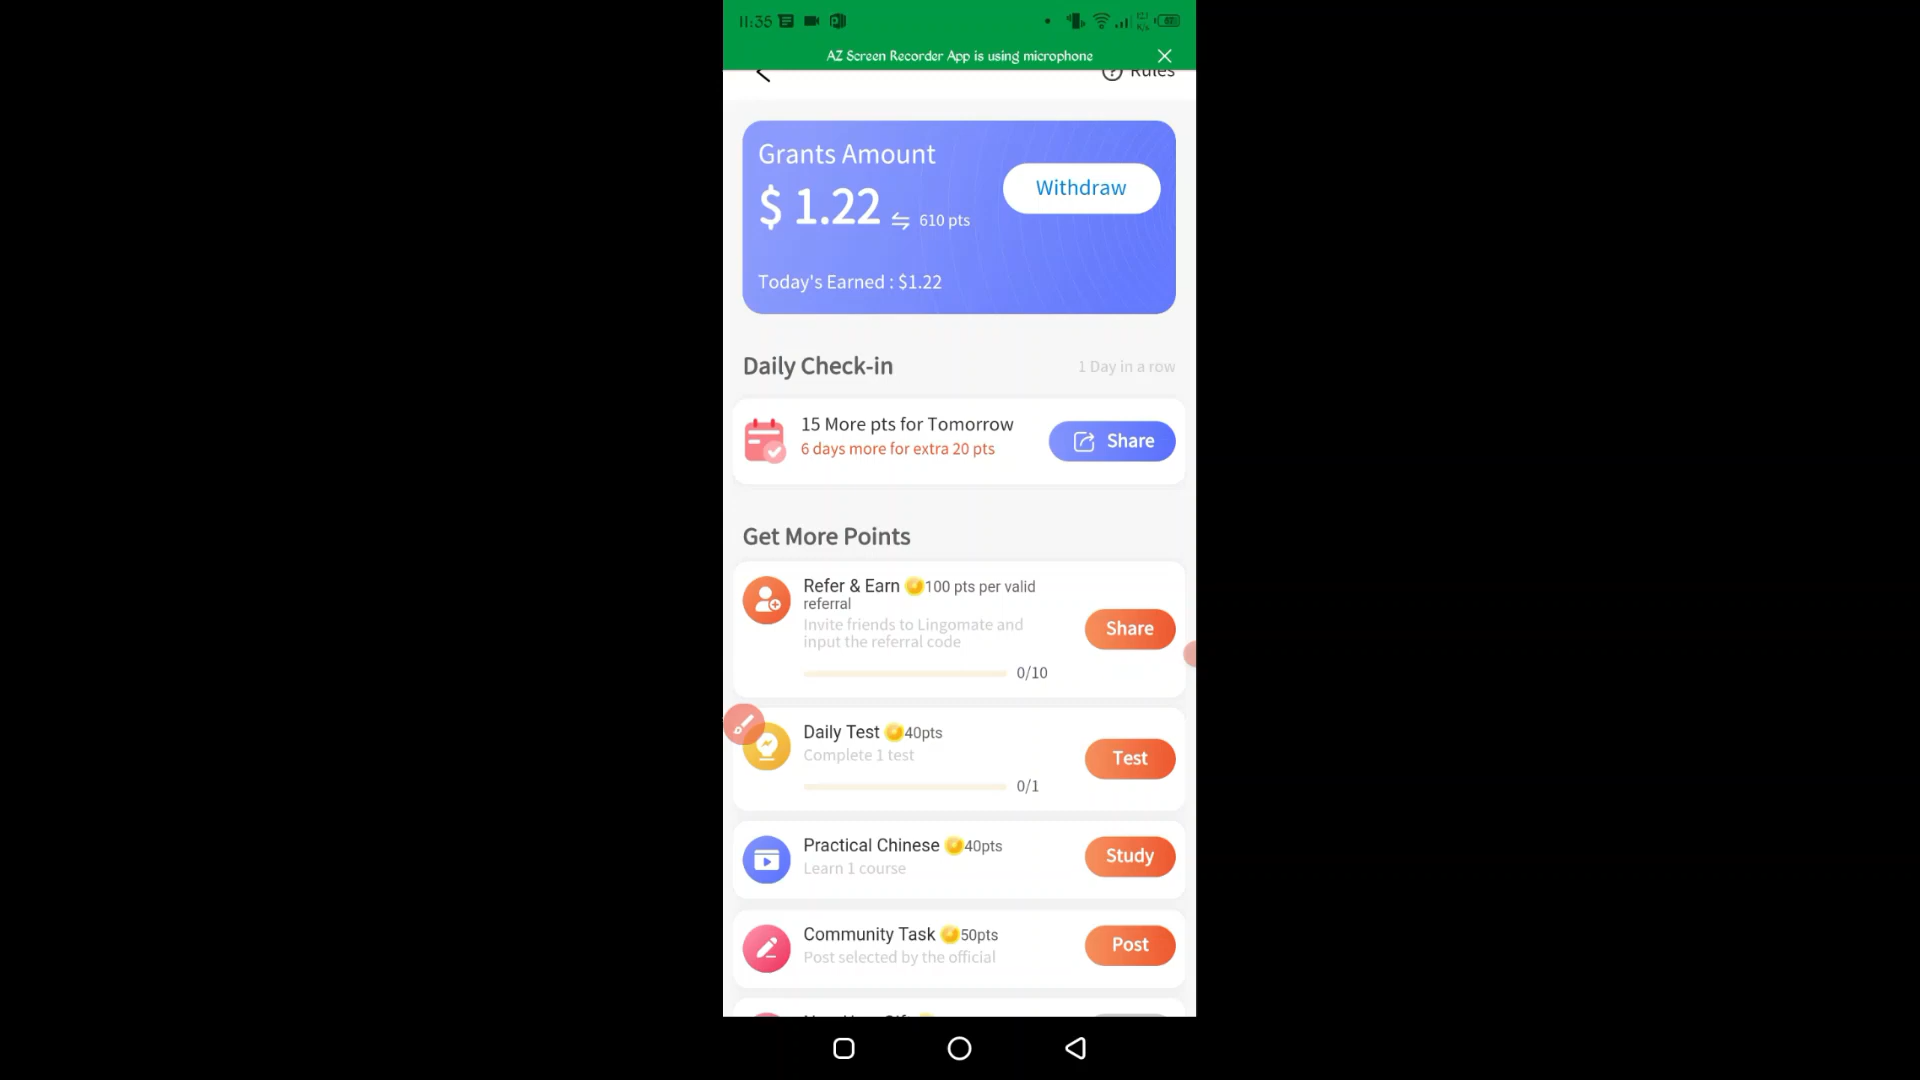 11:35
AZ Screen Recorder App is using microphone
Rules
Grants Amount
$ 1.22
610 pts
Withdraw
Today's Earned : $1.22
Daily Check-in
1 Day in a row
15 More pts for Tomorrow
6 days more for extra 20 pts
Share
Get More Points
Refer & Earn 100 pts per valid
referral
Invite friends to Lingomate and
input the referral code
0/10
Share
Daily Test 40pts
Complete 1 test
0/1
Test
Practical Chinese 40pts
Learn 1 course
Study
Community Task 50pts
Post selected by the official
Post